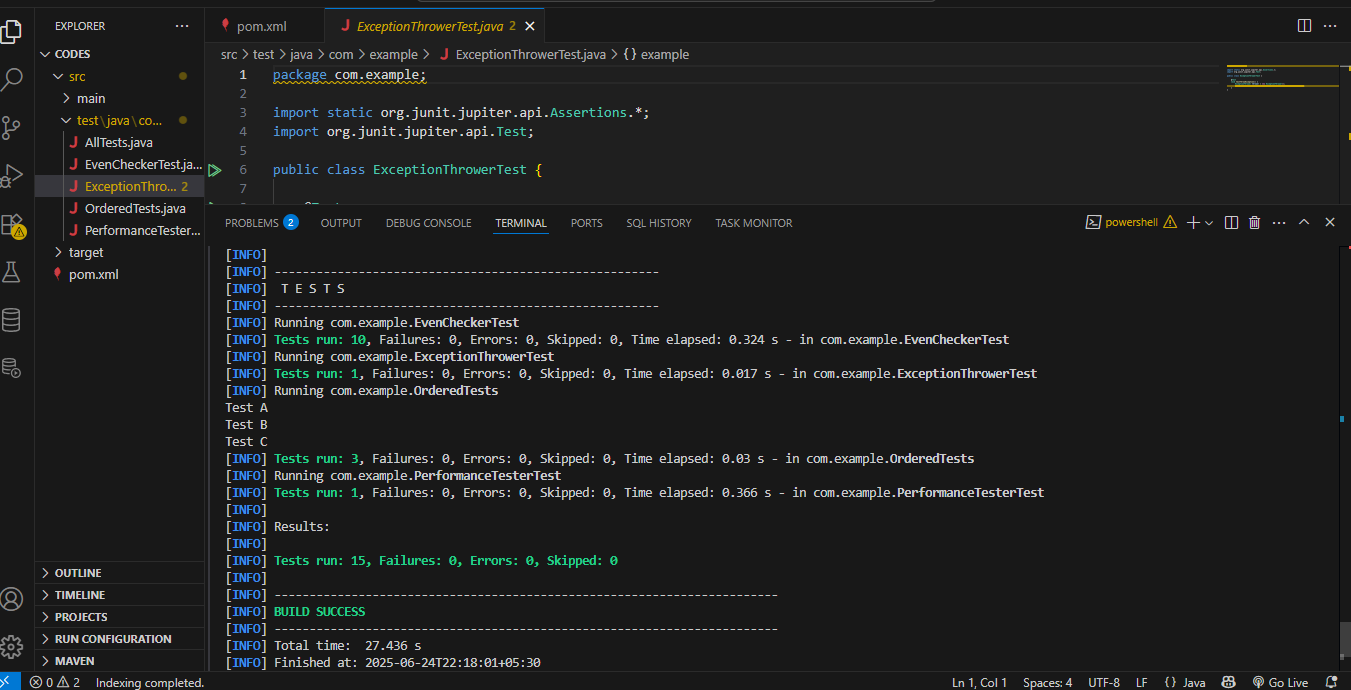 EXPLORER ···
CODES
src
main
test\java\co...
AllTests.java
EvenCheckerTest.ja...
ExceptionThro... 2
OrderedTests.java
PerformanceTester...
target
pom.xml
OUTLINE
TIMELINE
PROJECTS
RUN CONFIGURATION
MAVEN
pom.xml
ExceptionThrowerTest.java 2
src > test > java > com > example > ExceptionThrowerTest.java > {} example
1 package com.example;
2
3 import static org.junit.jupiter.api.Assertions.*;
4 import org.junit.jupiter.api.Test;
5
6 public class ExceptionThrowerTest {
7
PROBLEMS 2 OUTPUT DEBUG CONSOLE TERMINAL PORTS SQL HISTORY TASK MONITOR powershell
[INFO]
[INFO] -------------------------------------------------------
[INFO]  T E S T S
[INFO] -------------------------------------------------------
[INFO] Running com.example.EvenCheckerTest
[INFO] Tests run: 10, Failures: 0, Errors: 0, Skipped: 0, Time elapsed: 0.324 s - in com.example.EvenCheckerTest
[INFO] Running com.example.ExceptionThrowerTest
[INFO] Tests run: 1, Failures: 0, Errors: 0, Skipped: 0, Time elapsed: 0.017 s - in com.example.ExceptionThrowerTest
[INFO] Running com.example.OrderedTests
Test A
Test B
Test C
[INFO] Tests run: 3, Failures: 0, Errors: 0, Skipped: 0, Time elapsed: 0.03 s - in com.example.OrderedTests
[INFO] Running com.example.PerformanceTesterTest
[INFO] Tests run: 1, Failures: 0, Errors: 0, Skipped: 0, Time elapsed: 0.366 s - in com.example.PerformanceTesterTest
[INFO]
[INFO] Results:
[INFO]
[INFO] Tests run: 15, Failures: 0, Errors: 0, Skipped: 0
[INFO]
[INFO] ------------------------------------------------------------------------
[INFO] BUILD SUCCESS
[INFO] ------------------------------------------------------------------------
[INFO] Total time:  27.436 s
[INFO] Finished at: 2025-06-24T22:18:01+05:30
0 2 Indexing completed. Ln 1, Col 1 Spaces: 4 UTF-8 LF {} Java Go Live